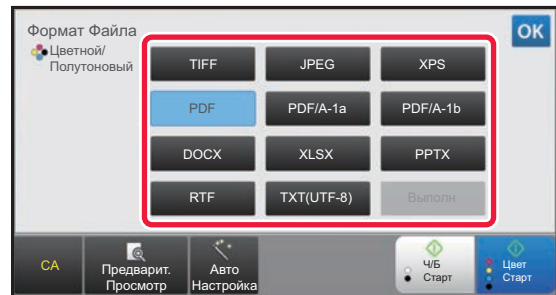 Формат Файла
OK
Цветной/
Полутоновый
TIFF JPEG XPS
PDF PDF/A-1a PDF/A-1b
DOCX XLSX PPTX
RTF TXT(UTF-8) Выполн
CA
Предварит.
Просмотр
Авто
Настройка
Ч/Б
Старт
Цвет
Старт